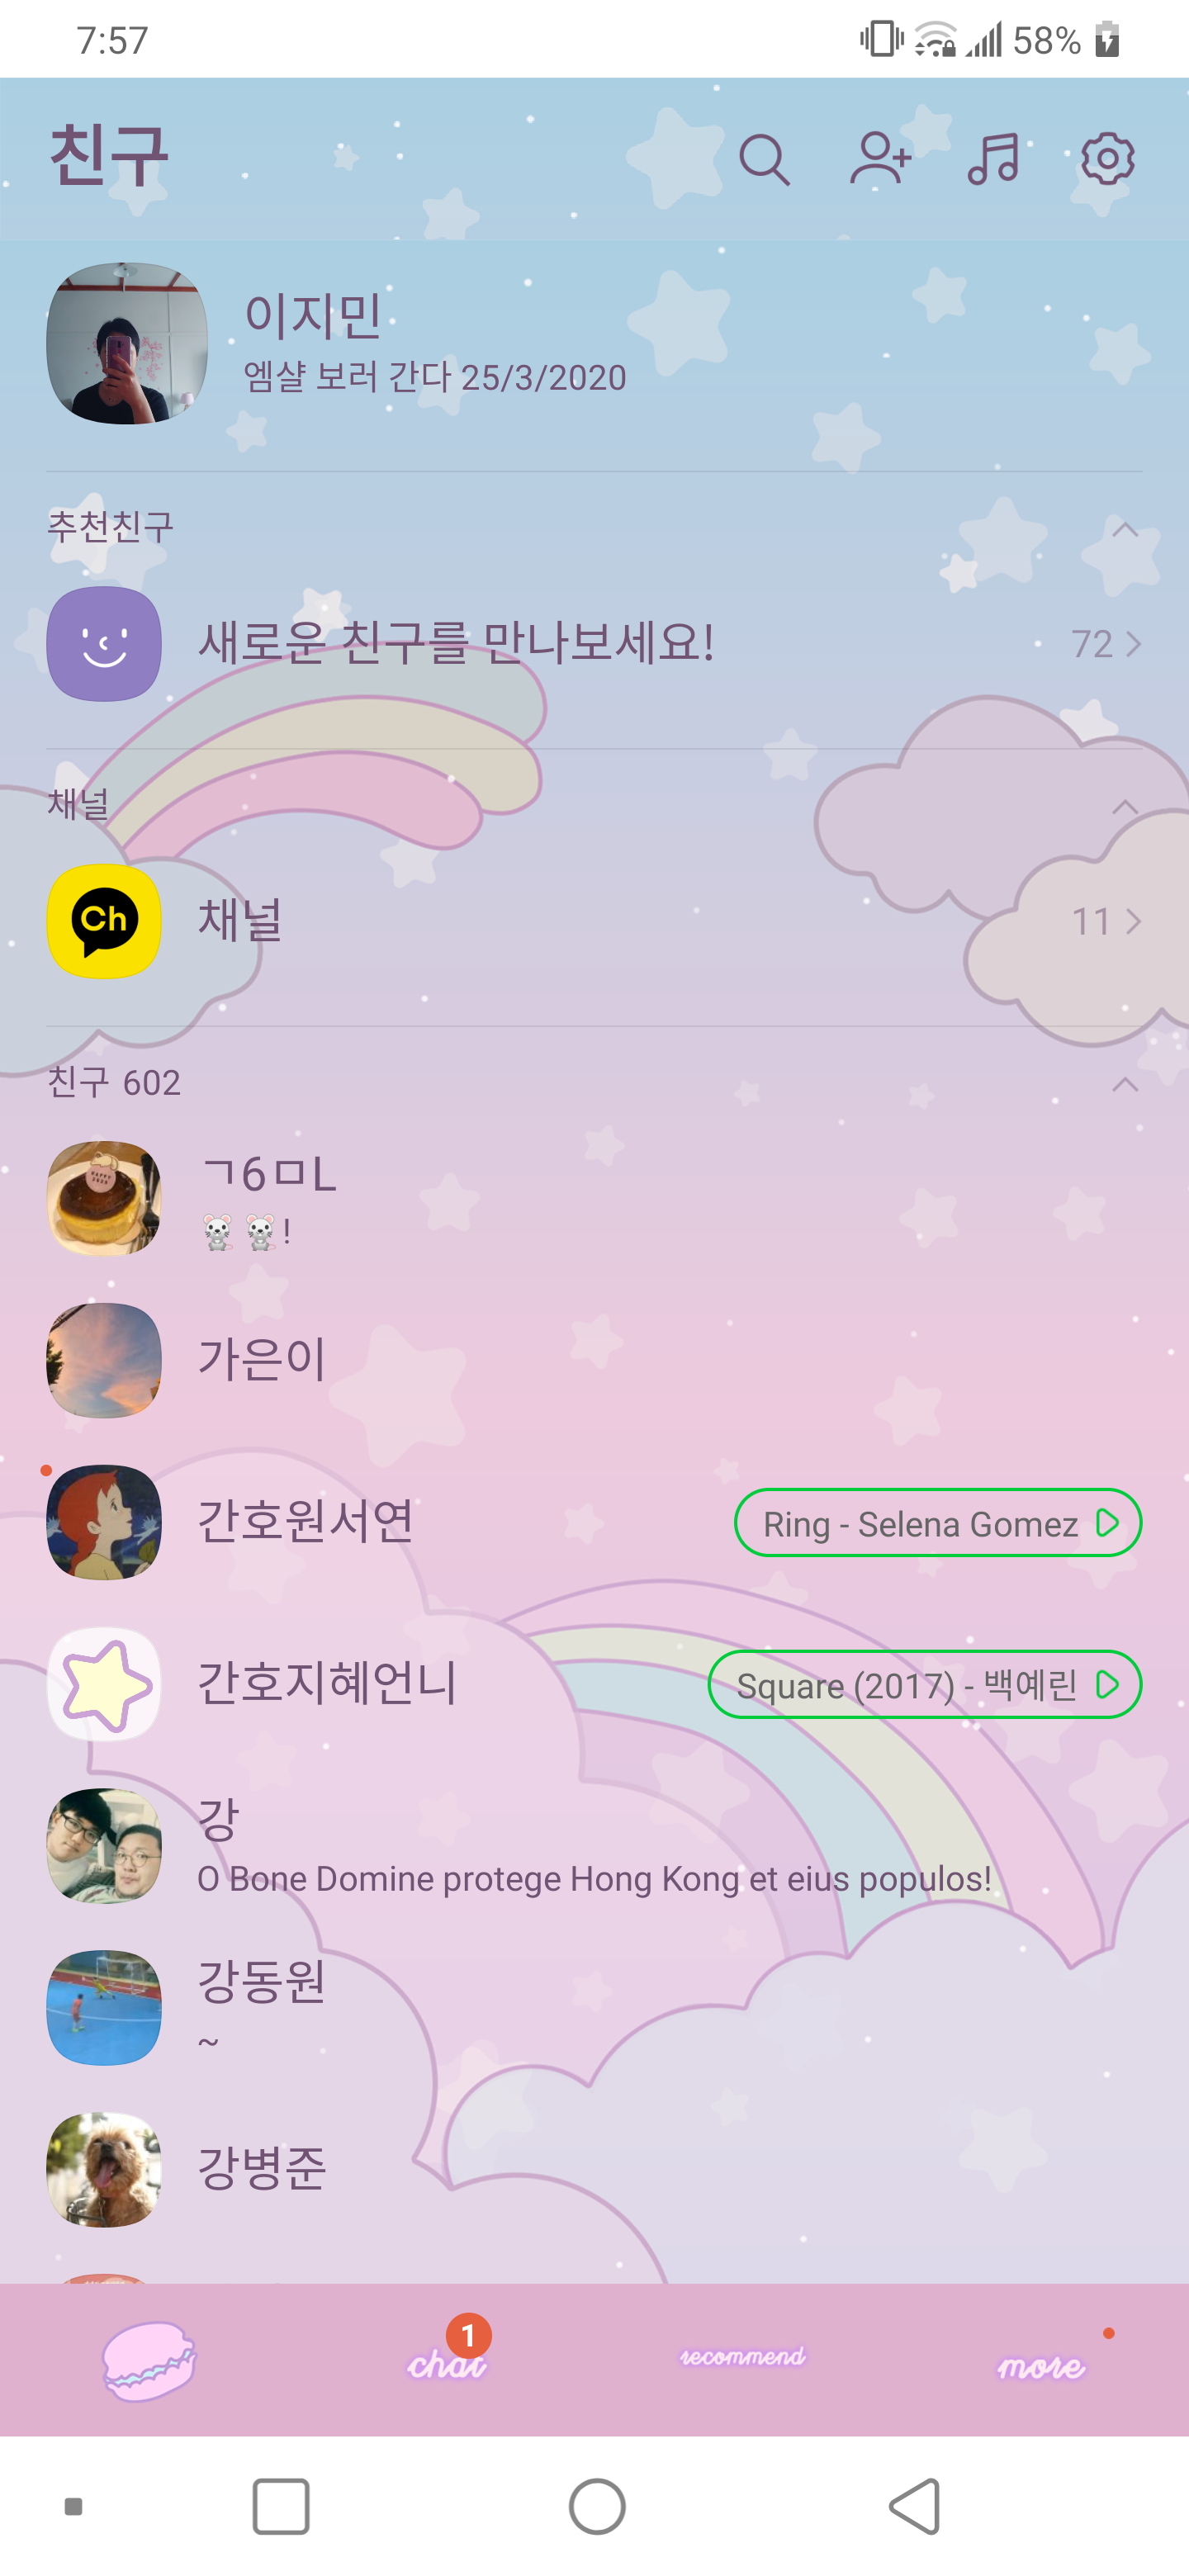 7:57
58%
친구
이지민
엠샬 보러 간다 25/3/2020
추천친구
새로운 친구를 만나보세요!
72
채널
Ch
채널
11
친구 602
ㄱ6ㅁL
🐭 🐭!
가은이
간호원서연
Ring - Selena Gomez
간호지혜언니
Square (2017) - 백예린
강
O Bone Domine protege Hong Kong et eius populos!
강동원
~
강병준
chat
1
recommend
more